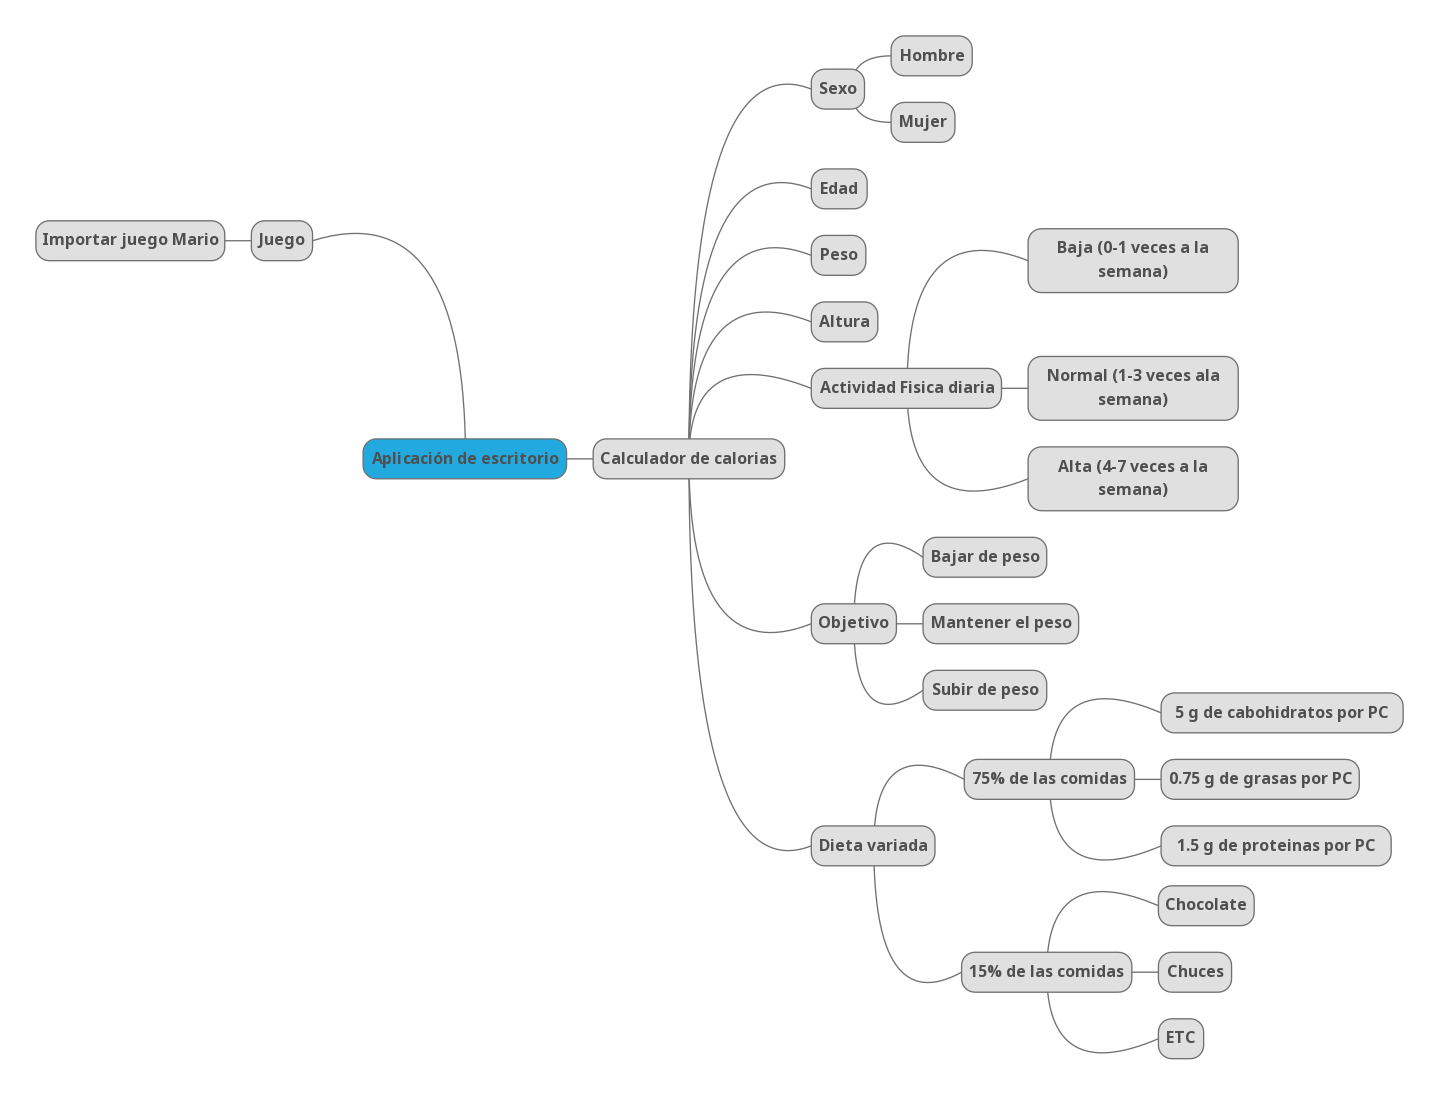 Hombre
Sexo
Mujer
Edad
Importar juego Mario
Juego
Peso
Baja (0-1 veces a la
semana)
Altura
Actividad Fisica diaria
Normal (1-3 veces ala
semana)
Aplicación de escritorio
Calculador de calorias
Alta (4-7 veces a la
semana)
Bajar de peso
Objetivo
Mantener el peso
Subir de peso
5 g de cabohidratos por PC
75% de las comidas
0.75 g de grasas por PC
Dieta variada
1.5 g de proteinas por PC
Chocolate
15% de las comidas
Chuces
ETC